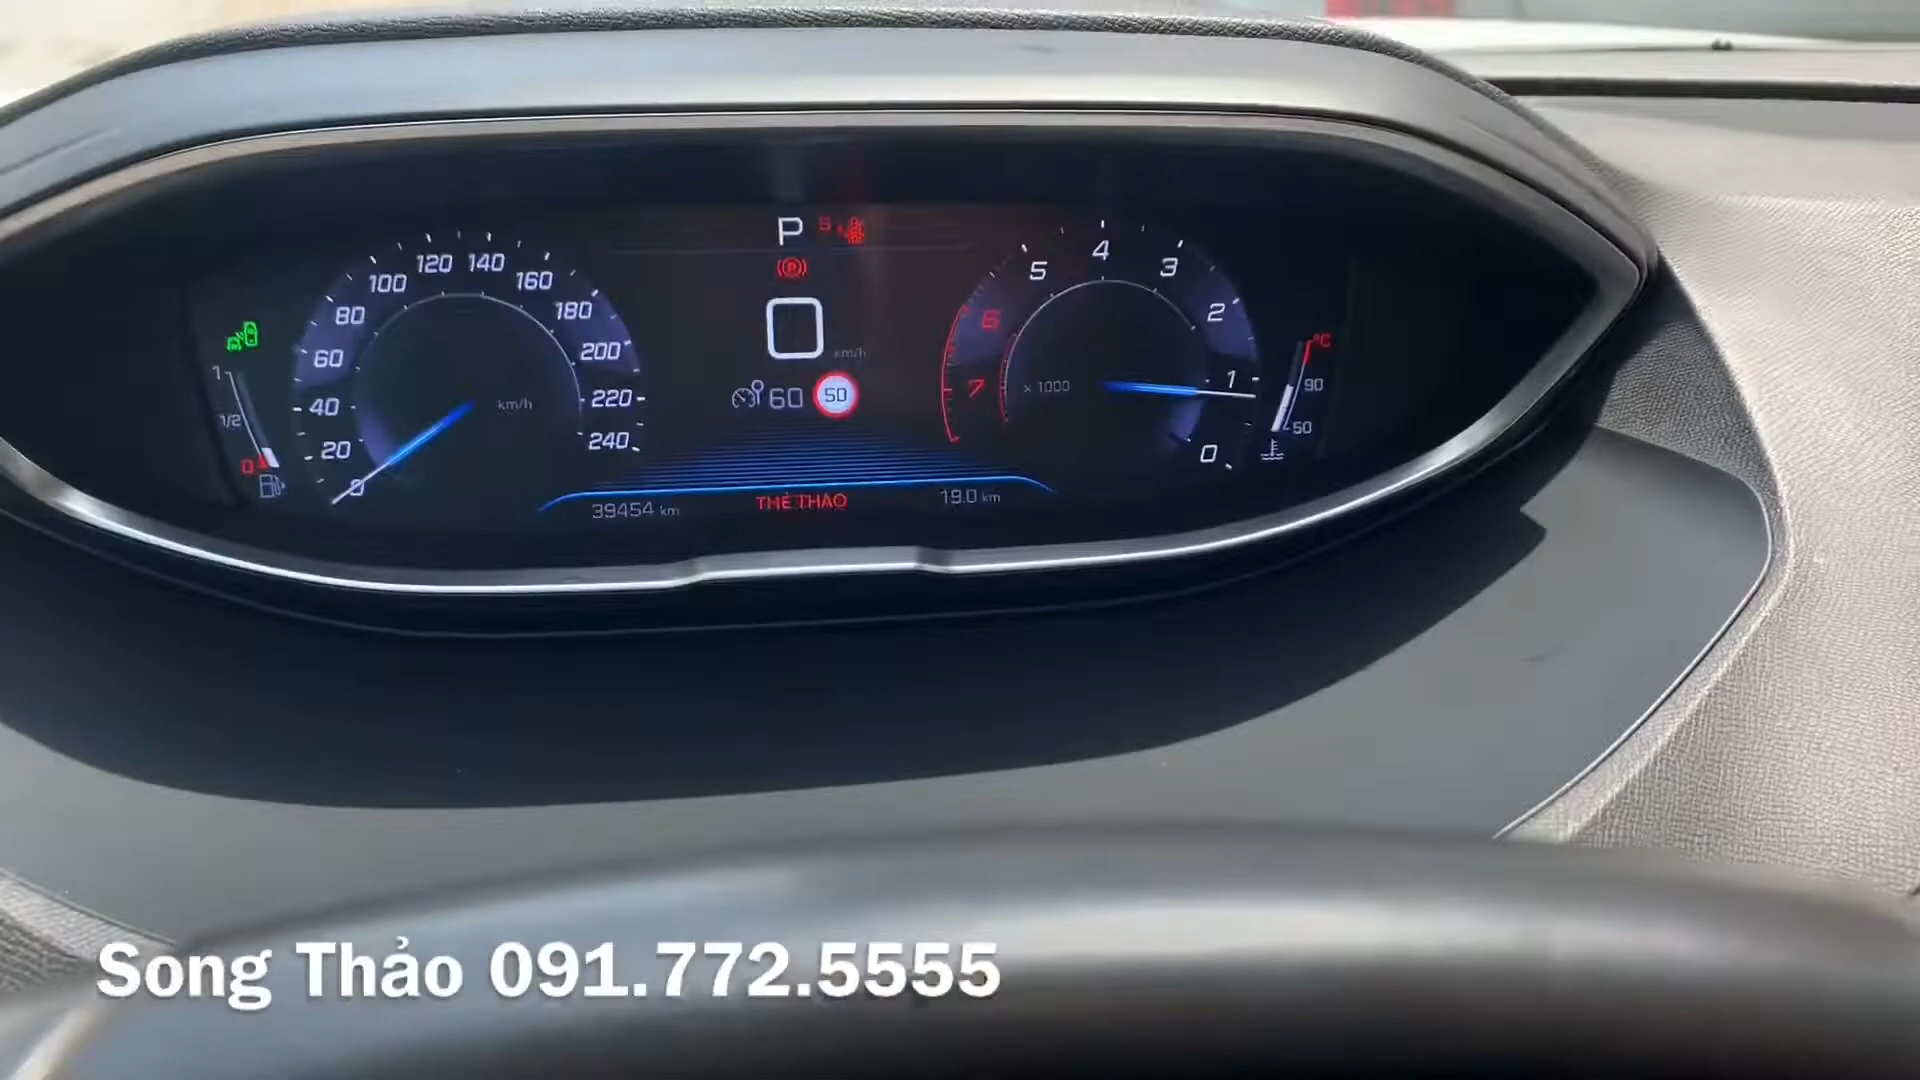 P S
km/h
60 50
120 140
100 160
80 180
60 200
40 220
20 240
0
km/h
1
1/2
0
4
5 3
6 2
7 x 1000 1
0
°C
90
50
39454 km THỂ THAO 19.0 km
Song Thảo 091.772.5555